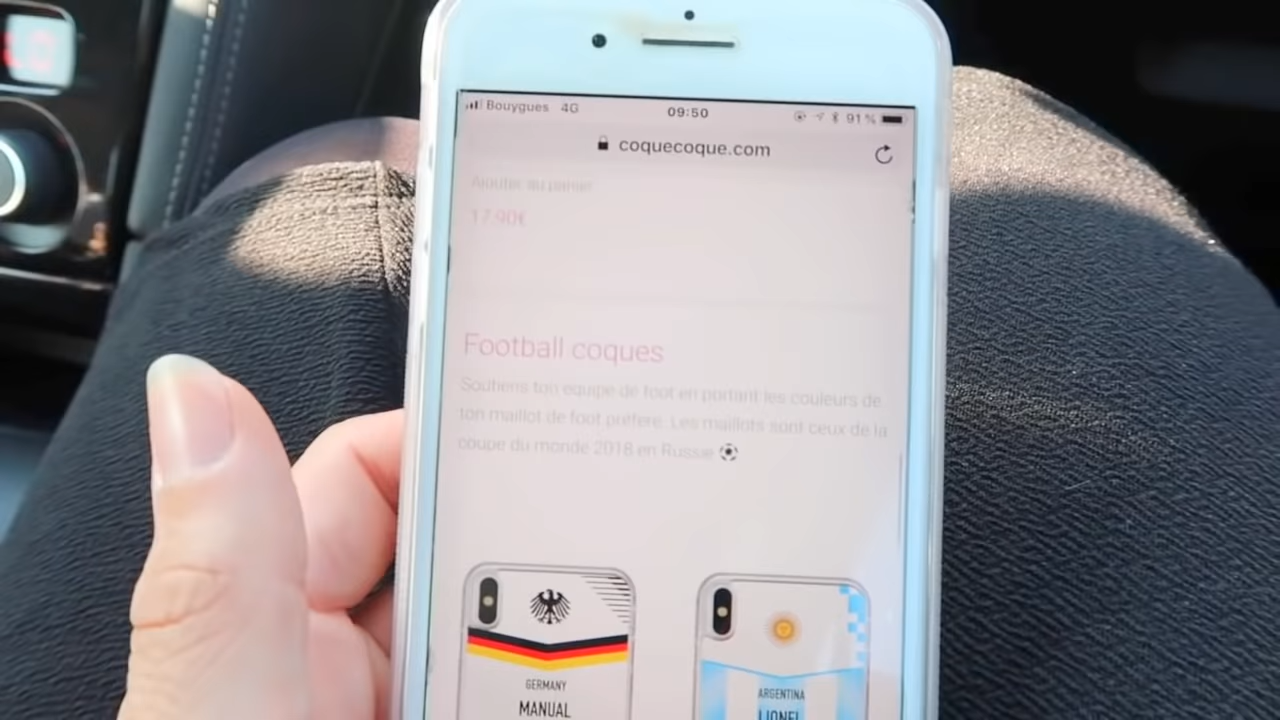 Bouygues 4G 09:50 91 %
coquecoque.com
Ajouter au panier
17.90€
Football coques
Soutiens ton équipe de foot en portant les couleurs de
ton maillot de foot préféré. Les maillots sont ceux de la
coupe du monde 2018 en Russie
GERMANY
MANUAL
ARGENTINA
LIONEL